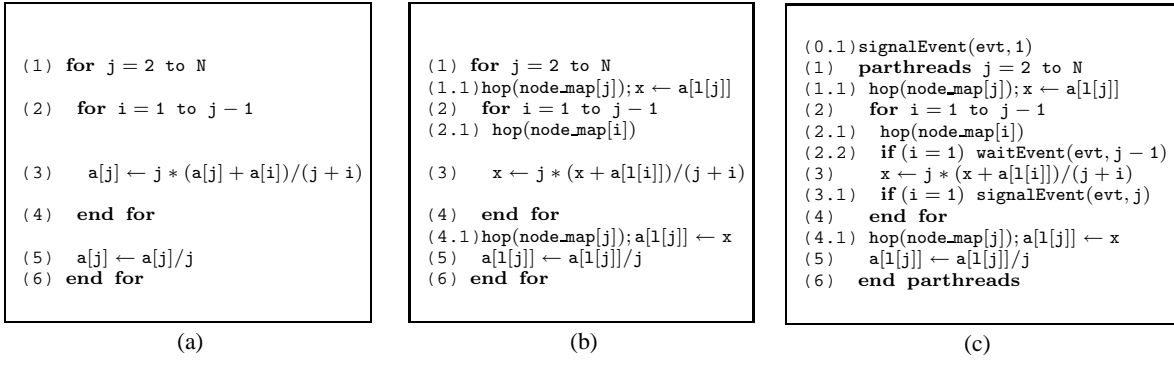 (1) for j = 2 to N
(2) for i = 1 to j − 1
(3) a[j] ← j ∗ (a[j] + a[i])/(j + i)
(4) end for
(5) a[j] ← a[j]/j
(6) end for
(a)
(1) for j = 2 to N
(1.1)hop(node_map[j]); x ← a[l[j]]
(2) for i = 1 to j − 1
(2.1) hop(node_map[i])
(3) x ← j ∗ (x + a[l[i]])/(j + i)
(4) end for
(4.1)hop(node_map[j]); a[l[j]] ← x
(5) a[l[j]] ← a[l[j]]/j
(6) end for
(b)
(0.1)signalEvent(evt, 1)
(1) parthreads j = 2 to N
(1.1) hop(node_map[j]); x ← a[l[j]]
(2) for i = 1 to j − 1
(2.1) hop(node_map[i])
(2.2) if (i = 1) waitEvent(evt, j − 1)
(3) x ← j ∗ (x + a[l[i]])/(j + i)
(3.1) if (i = 1) signalEvent(evt, j)
(4) end for
(4.1) hop(node_map[j]); a[l[j]] ← x
(5) a[l[j]] ← a[l[j]]/j
(6) end parthreads
(c)